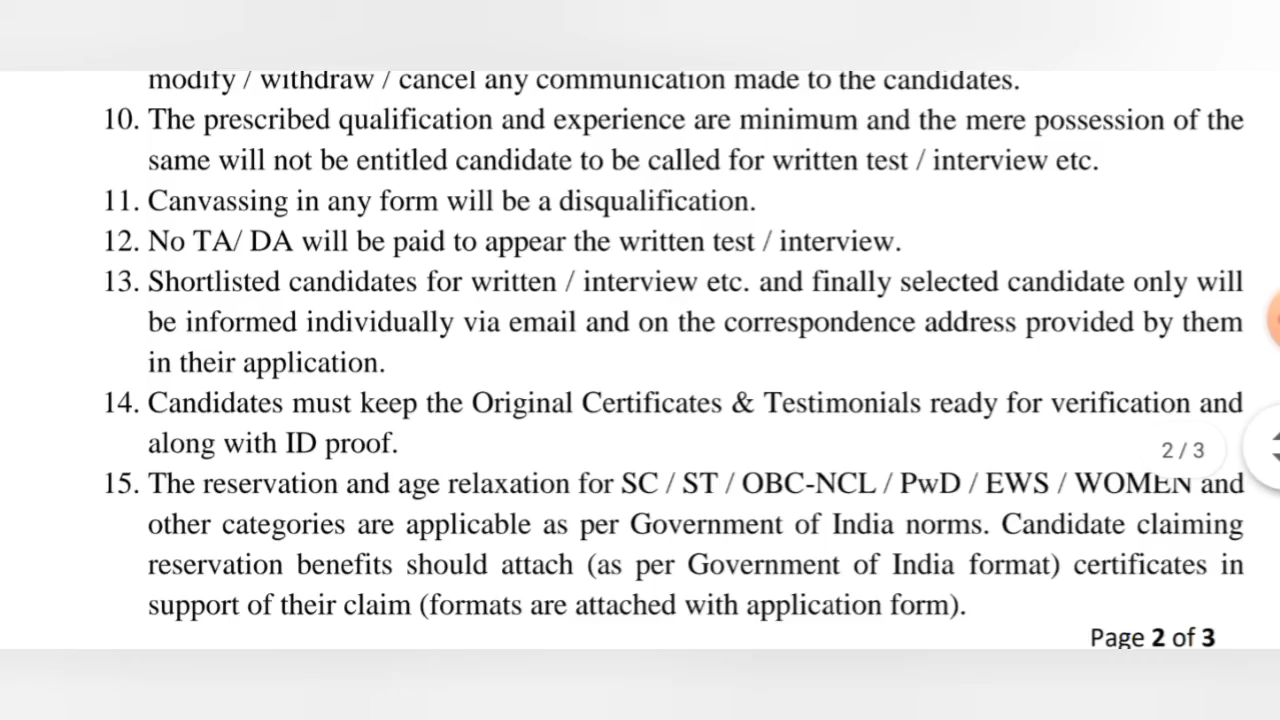 modify / withdraw / cancel any communication made to the candidates.
10. The prescribed qualification and experience are minimum and the mere possession of the
same will not be entitled candidate to be called for written test / interview etc.
11. Canvassing in any form will be a disqualification.
12. No TA/ DA will be paid to appear the written test / interview.
13. Shortlisted candidates for written / interview etc. and finally selected candidate only will
be informed individually via email and on the correspondence address provided by them
in their application.
14. Candidates must keep the Original Certificates & Testimonials ready for verification and
along with ID proof.
2 / 3
15. The reservation and age relaxation for SC / ST / OBC-NCL / PwD / EWS / WOMEN and
other categories are applicable as per Government of India norms. Candidate claiming
reservation benefits should attach (as per Government of India format) certificates in
support of their claim (formats are attached with application form).
Page 2 of 3